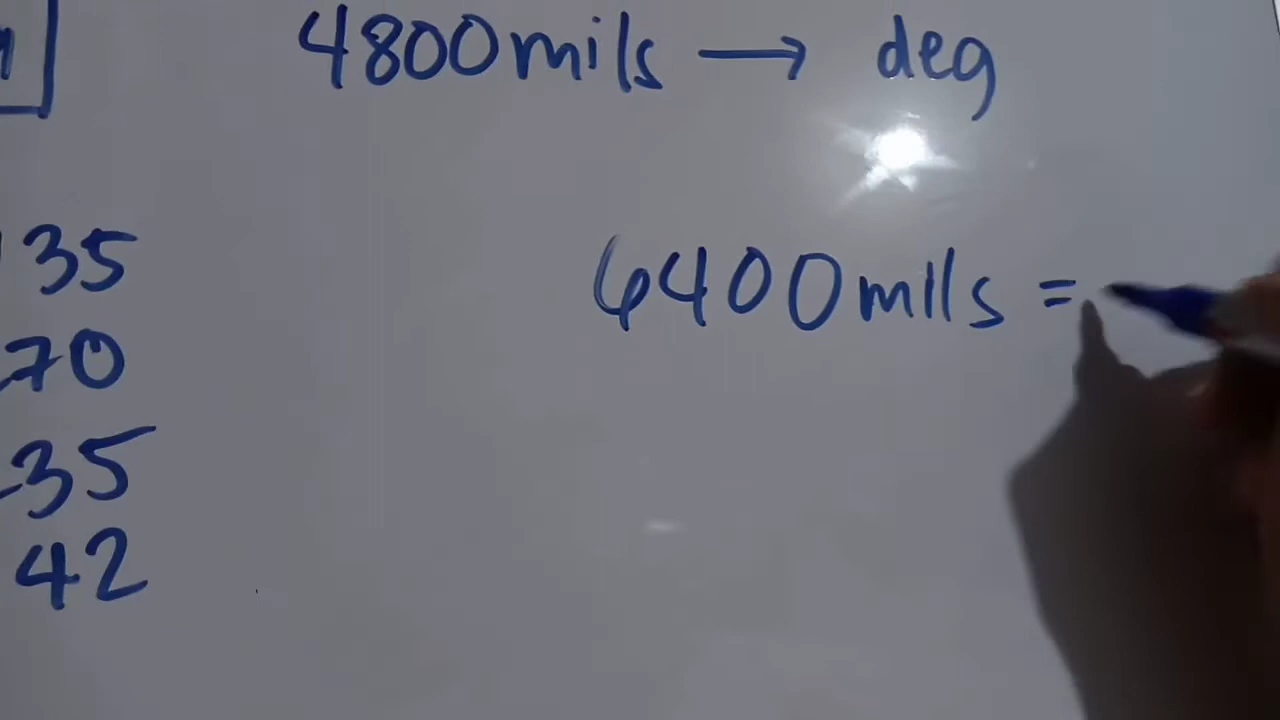 4800mils → deg
6400mils =
35
70
35
42